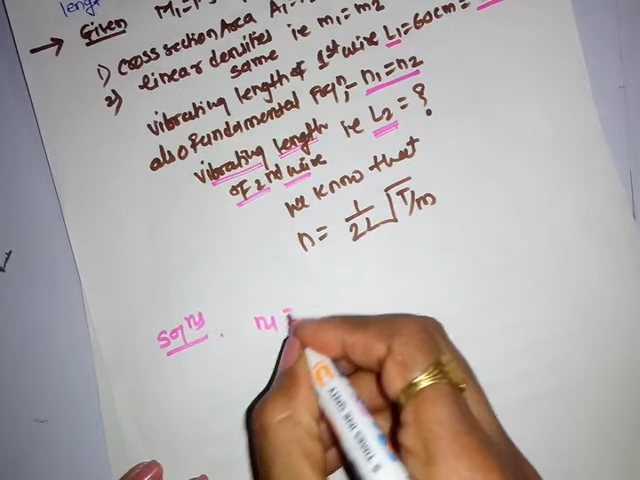 lengt
Given
1) cross section Area A1=
2) linear densities same ie m1=m2
vibrating length of 1st wire L1=60cm=
also fundamental freqn, n1=n2
vibrating length ie L2=?
of 2nd wire
we know that
n= 1/2L √T/m
Solⁿ, n1 =